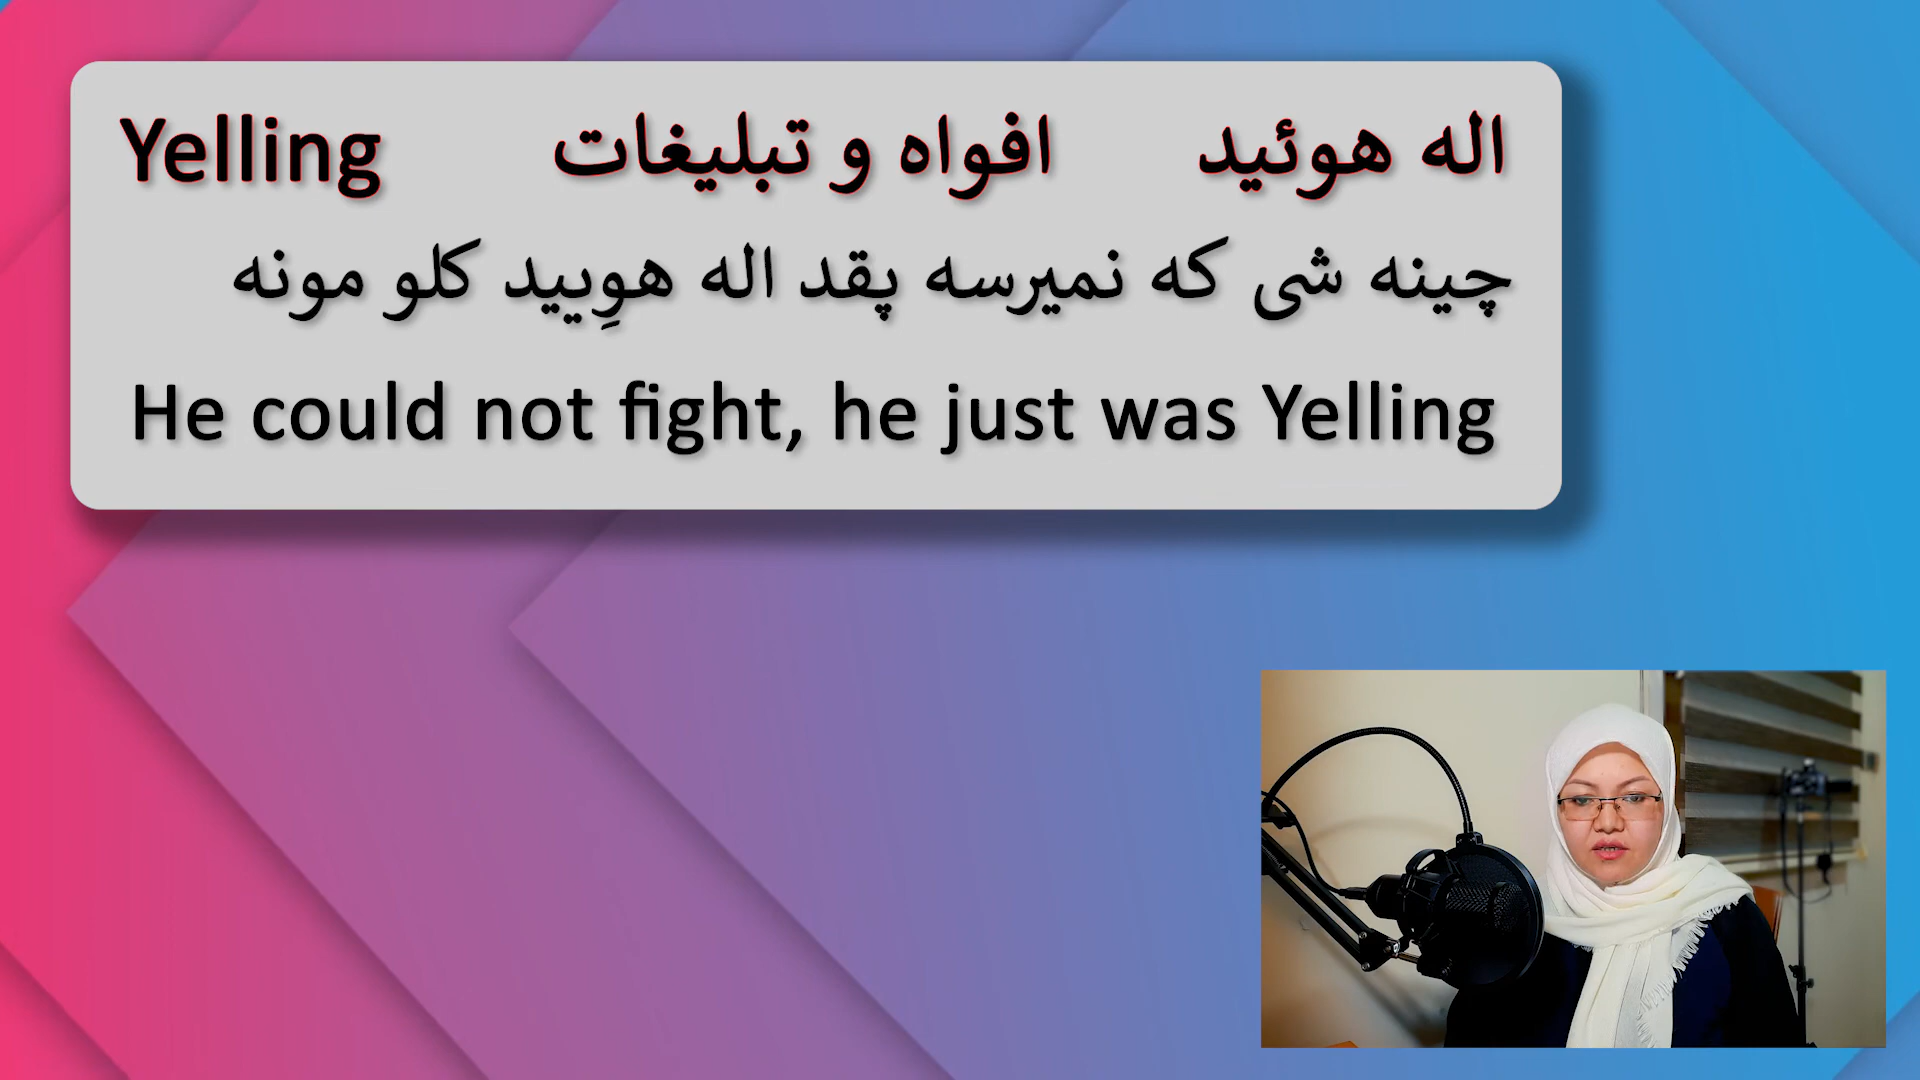 اله هوئید افواه و تبلیغات Yelling
چینه شی که نمیرسه پقد اله هوِیید کلو مونه
He could not fight, he just was Yelling